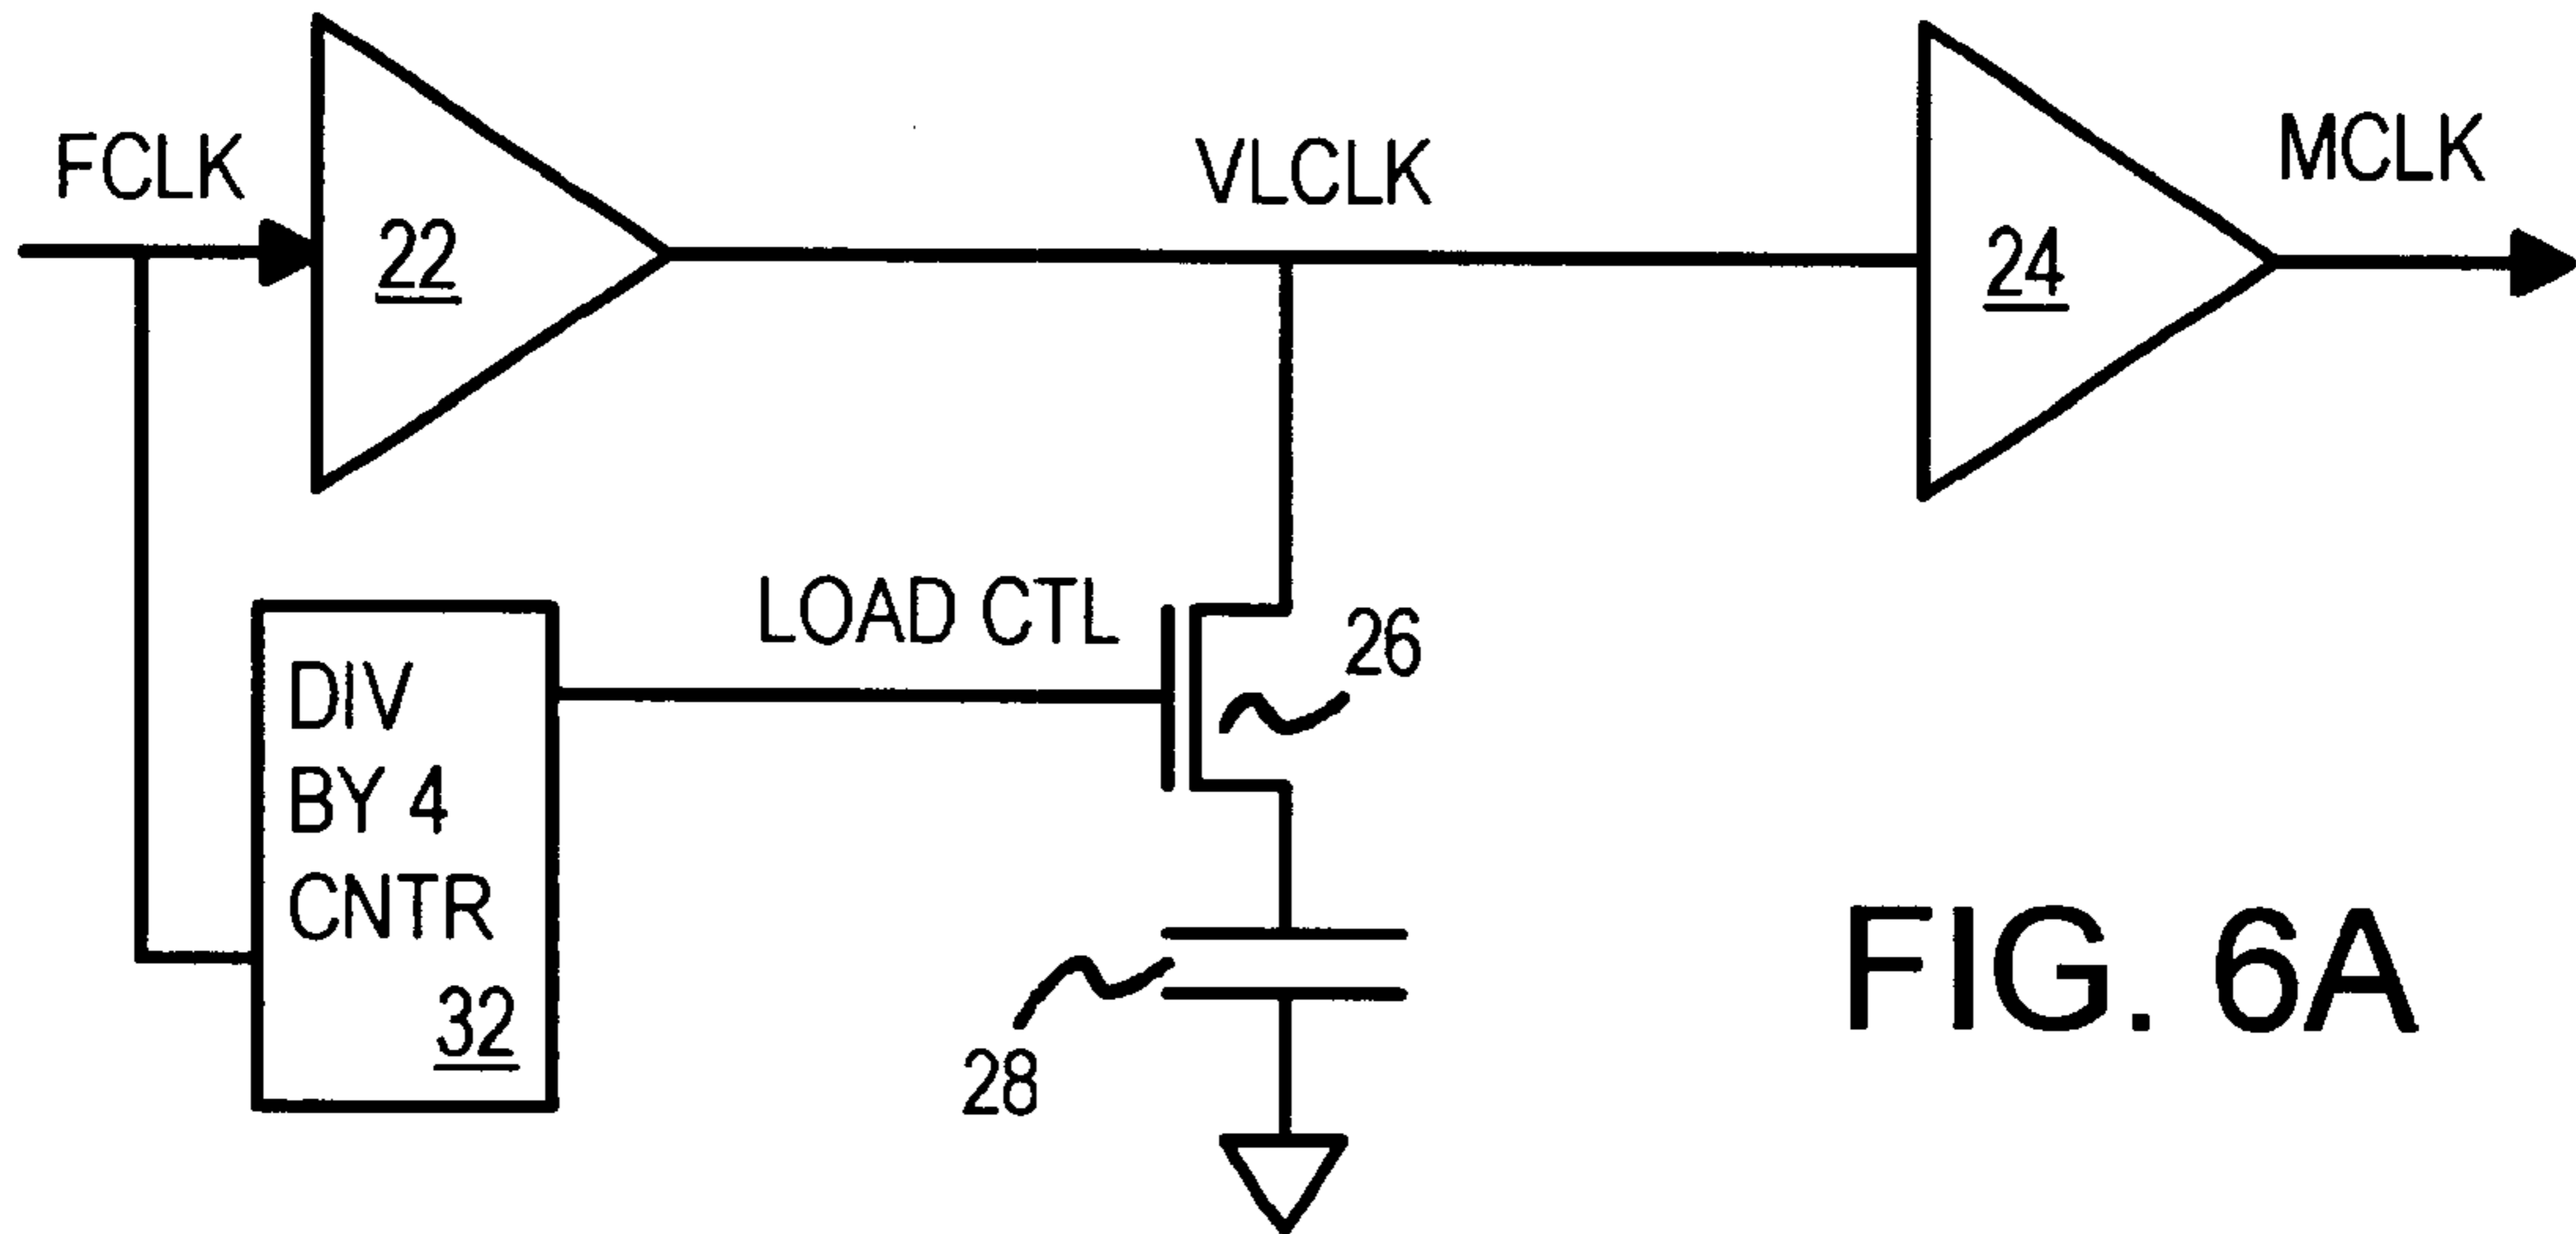 FCLK
22
VLCLK
24
MCLK
LOAD CTL
26
DIV
BY 4
CNTR
32
28
FIG. 6A